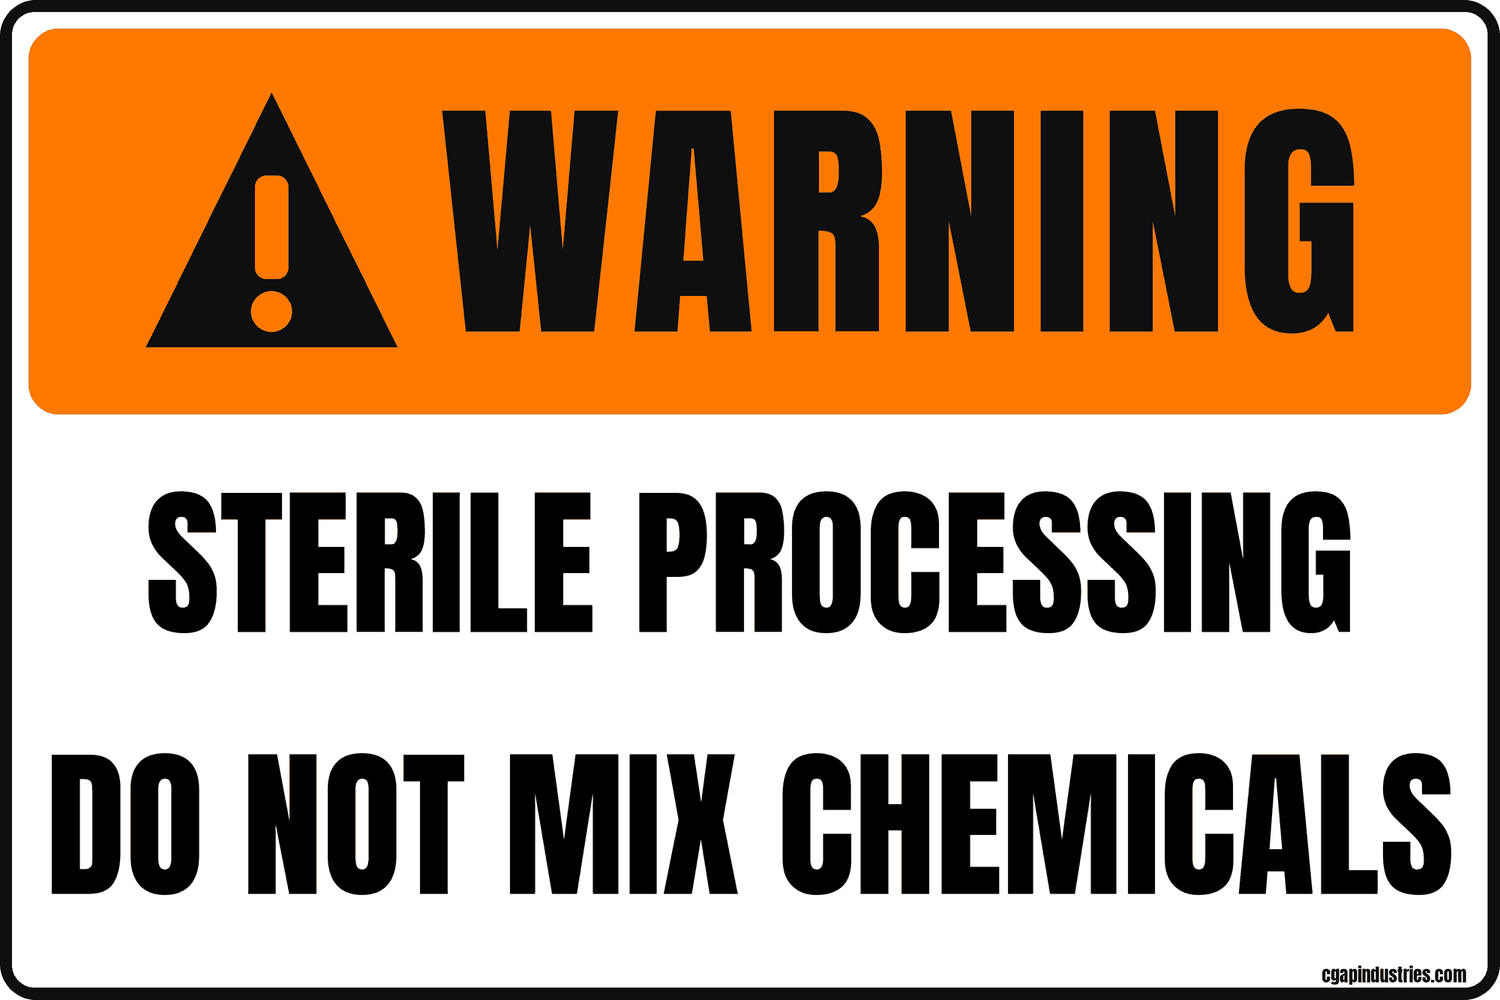 WARNING
STERILE PROCESSING
DO NOT MIX CHEMICALS
cgapindustries.com